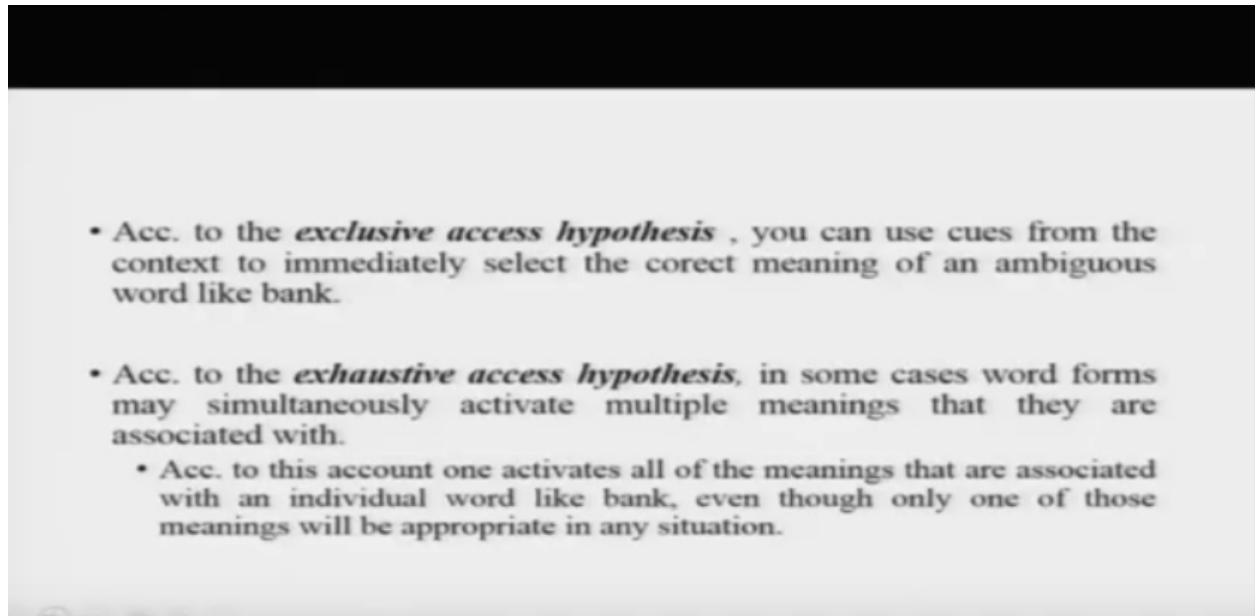 • Acc. to the exclusive access hypothesis , you can use cues from the
context to immediately select the corect meaning of an ambiguous
word like bank.
• Acc. to the exhaustive access hypothesis, in some cases word forms
may simultaneously activate multiple meanings that they are
associated with.
• Acc. to this account one activates all of the meanings that are associated
with an individual word like bank, even though only one of those
meanings will be appropriate in any situation.